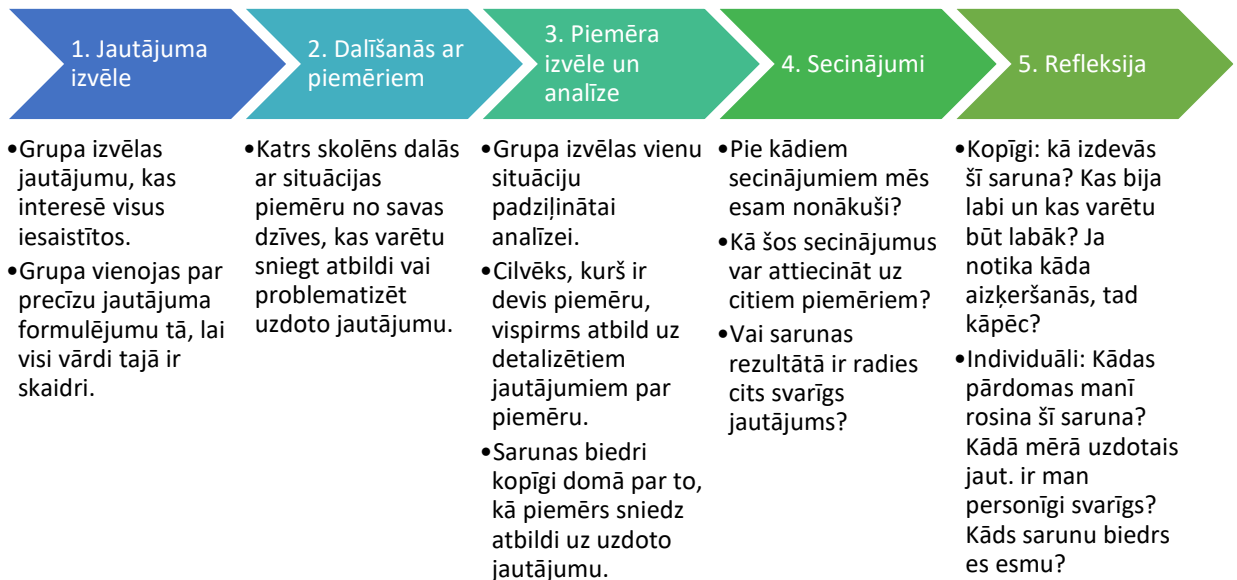 1. Jautājuma
izvēle
2. Dalīšanās ar
piemēriem
3. Piemēra
izvēle un
analīze
4. Secinājumi
5. Refleksija
•Grupa izvēlas
jautājumu, kas
interesē visus
iesaistītos.
•Grupa vienojas par
precīzu jautājuma
formulējumu tā, lai
visi vārdi tajā ir
skaidri.
•Katrs skolēns dalās
ar situācijas
piemēru no savas
dzīves, kas varētu
sniegt atbildi vai
problematizēt
uzdoto jautājumu.
•Grupa izvēlas vienu
situāciju
padziļinātai
analīzei.
•Cilvēks, kurš ir
devis piemēru,
vispirms atbild uz
detalizētiem
jautājumiem par
piemēru.
•Sarunas biedri
kopīgi domā par to,
kā piemērs sniedz
atbildi uz uzdoto
jautājumu.
•Pie kādiem
secinājumiem mēs
esam nonākuši?
•Kā šos secinājumus
var attiecināt uz
citiem piemēriem?
•Vai sarunas
rezultātā ir radies
cits svarīgs
jautājums?
•Kopīgi: kā izdevās
šī saruna? Kas bija
labi un kas varētu
būt labāk? Ja
notika kāda
aizķeršanās, tad
kāpēc?
•Individuāli: Kādas
pārdomas manī
rosina šī saruna?
Kādā mērā uzdotais
jaut. ir man
personīgi svarīgs?
Kāds sarunu biedrs
es esmu?